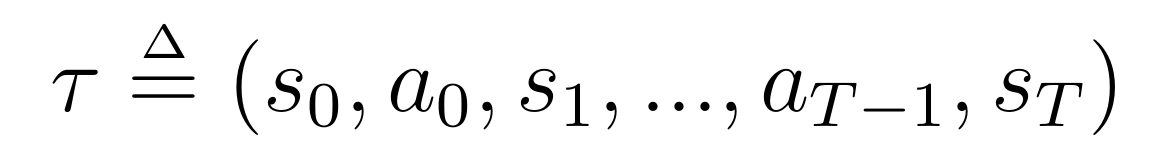 τ ≜ (s₀, a₀, s₁, ..., a_{T−1}, s_T)